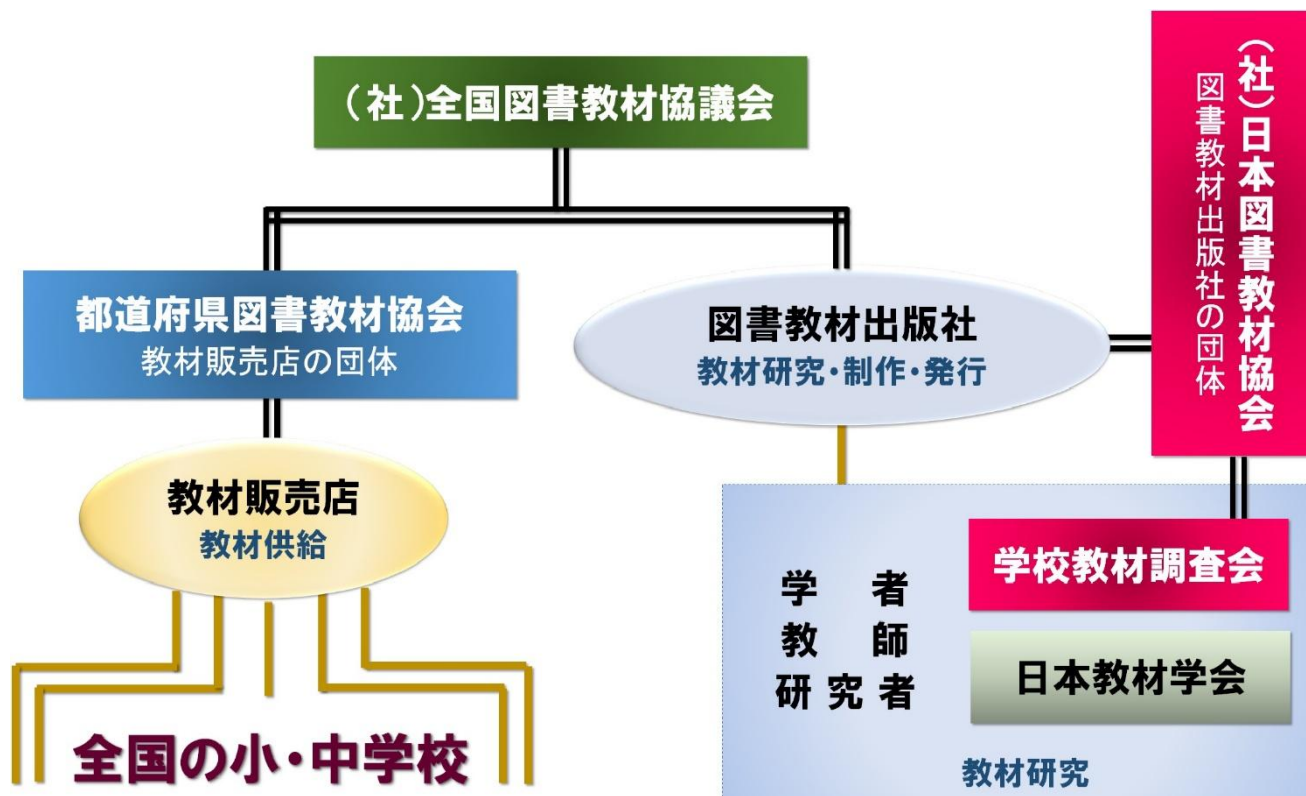 （社）全国図書教材協議会
（社）日本図書教材協会
図書教材出版社の団体
都道府県図書教材協会
教材販売店の団体
図書教材出版社
教材研究・制作・発行
教材販売店
教材供給
全国の小・中学校
学者
教師
研究者
学校教材調査会
日本教材学会
教材研究